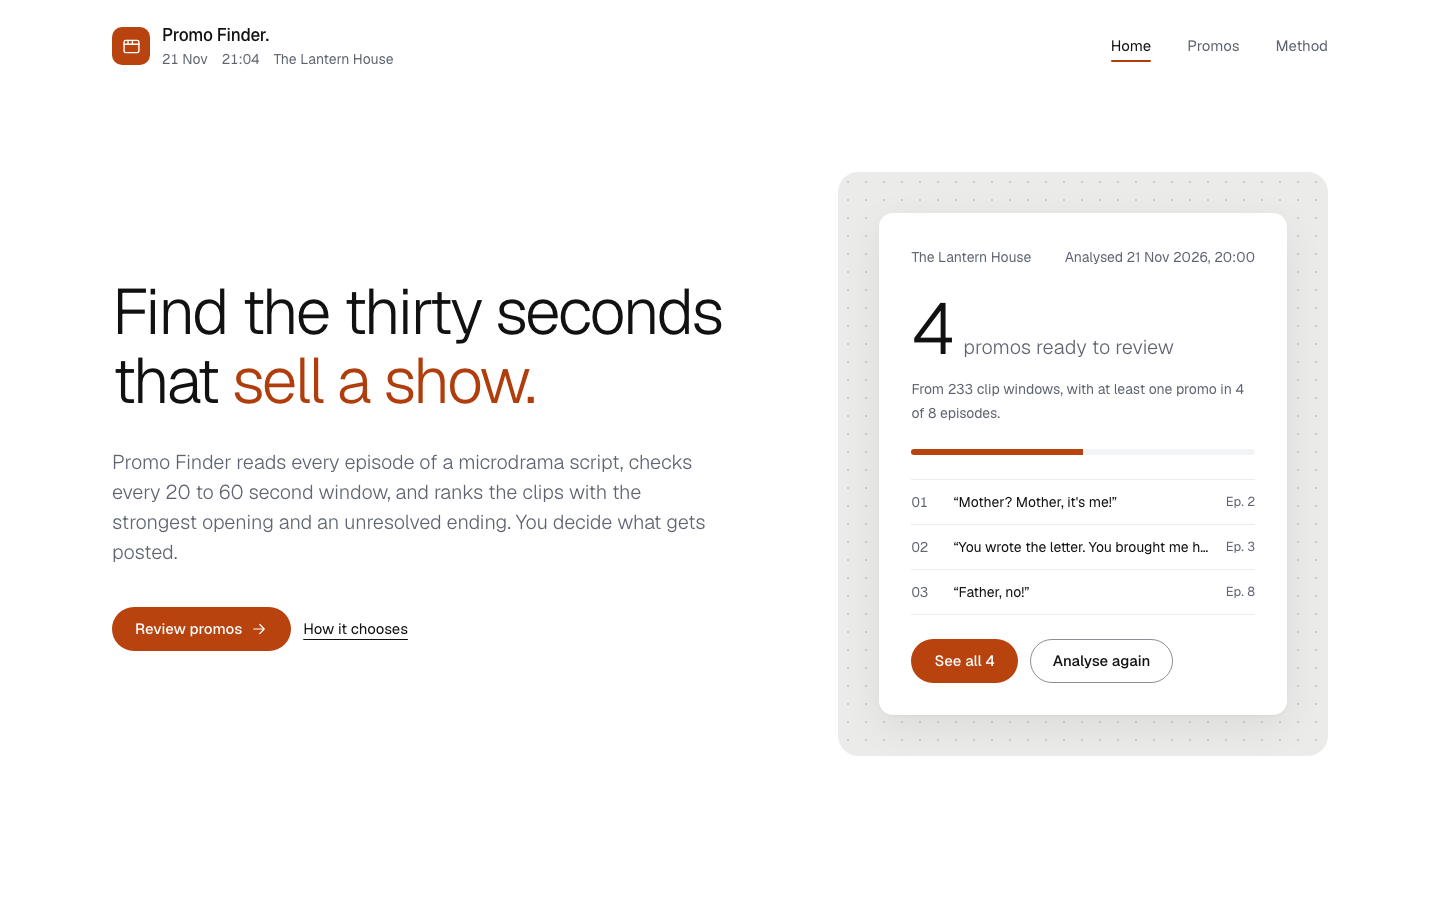 Promo Finder.
21 Nov 21:04 The Lantern House
Home Promos Method
Find the thirty seconds
that sell a show.
Promo Finder reads every episode of a microdrama script, checks
every 20 to 60 second window, and ranks the clips with the
strongest opening and an unresolved ending. You decide what gets
posted.
Review promos →
How it chooses
The Lantern House Analysed 21 Nov 2026, 20:00
4 promos ready to review
From 233 clip windows, with at least one promo in 4
of 8 episodes.
01 “Mother? Mother, it's me!” Ep. 2
02 “You wrote the letter. You brought me h… Ep. 3
03 “Father, no!” Ep. 8
See all 4 Analyse again